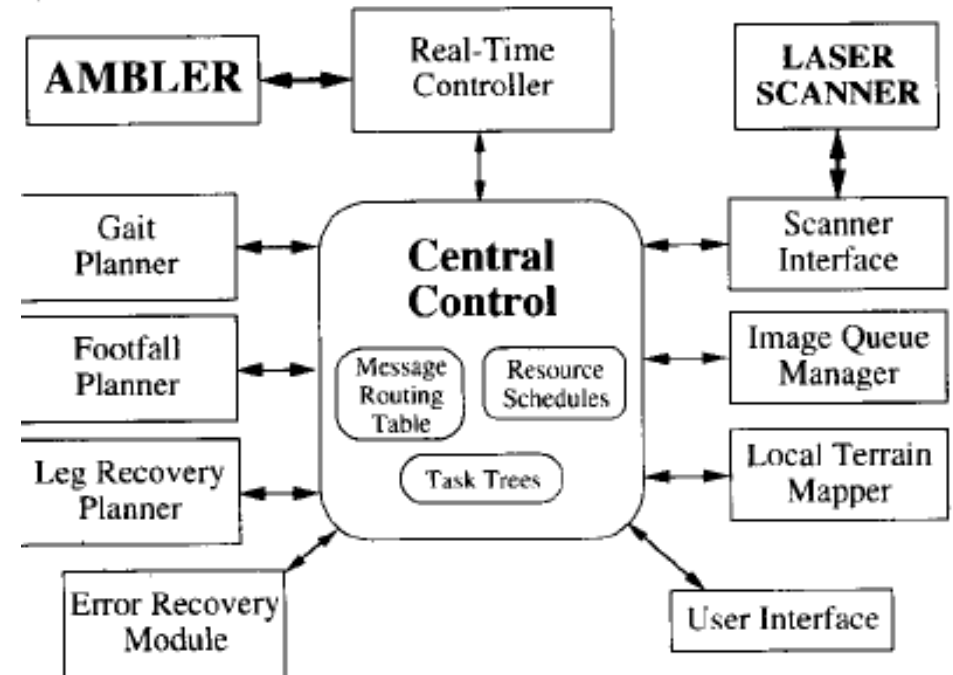 AMBLER
Real-Time
Controller
LASER
SCANNER
Gait
Planner
Central
Control
Scanner
Interface
Footfall
Planner
Message
Routing
Table
Resource
Schedules
Image Queue
Manager
Leg Recovery
Planner
Task Trees
Local Terrain
Mapper
Error Recovery
Module
User Interface